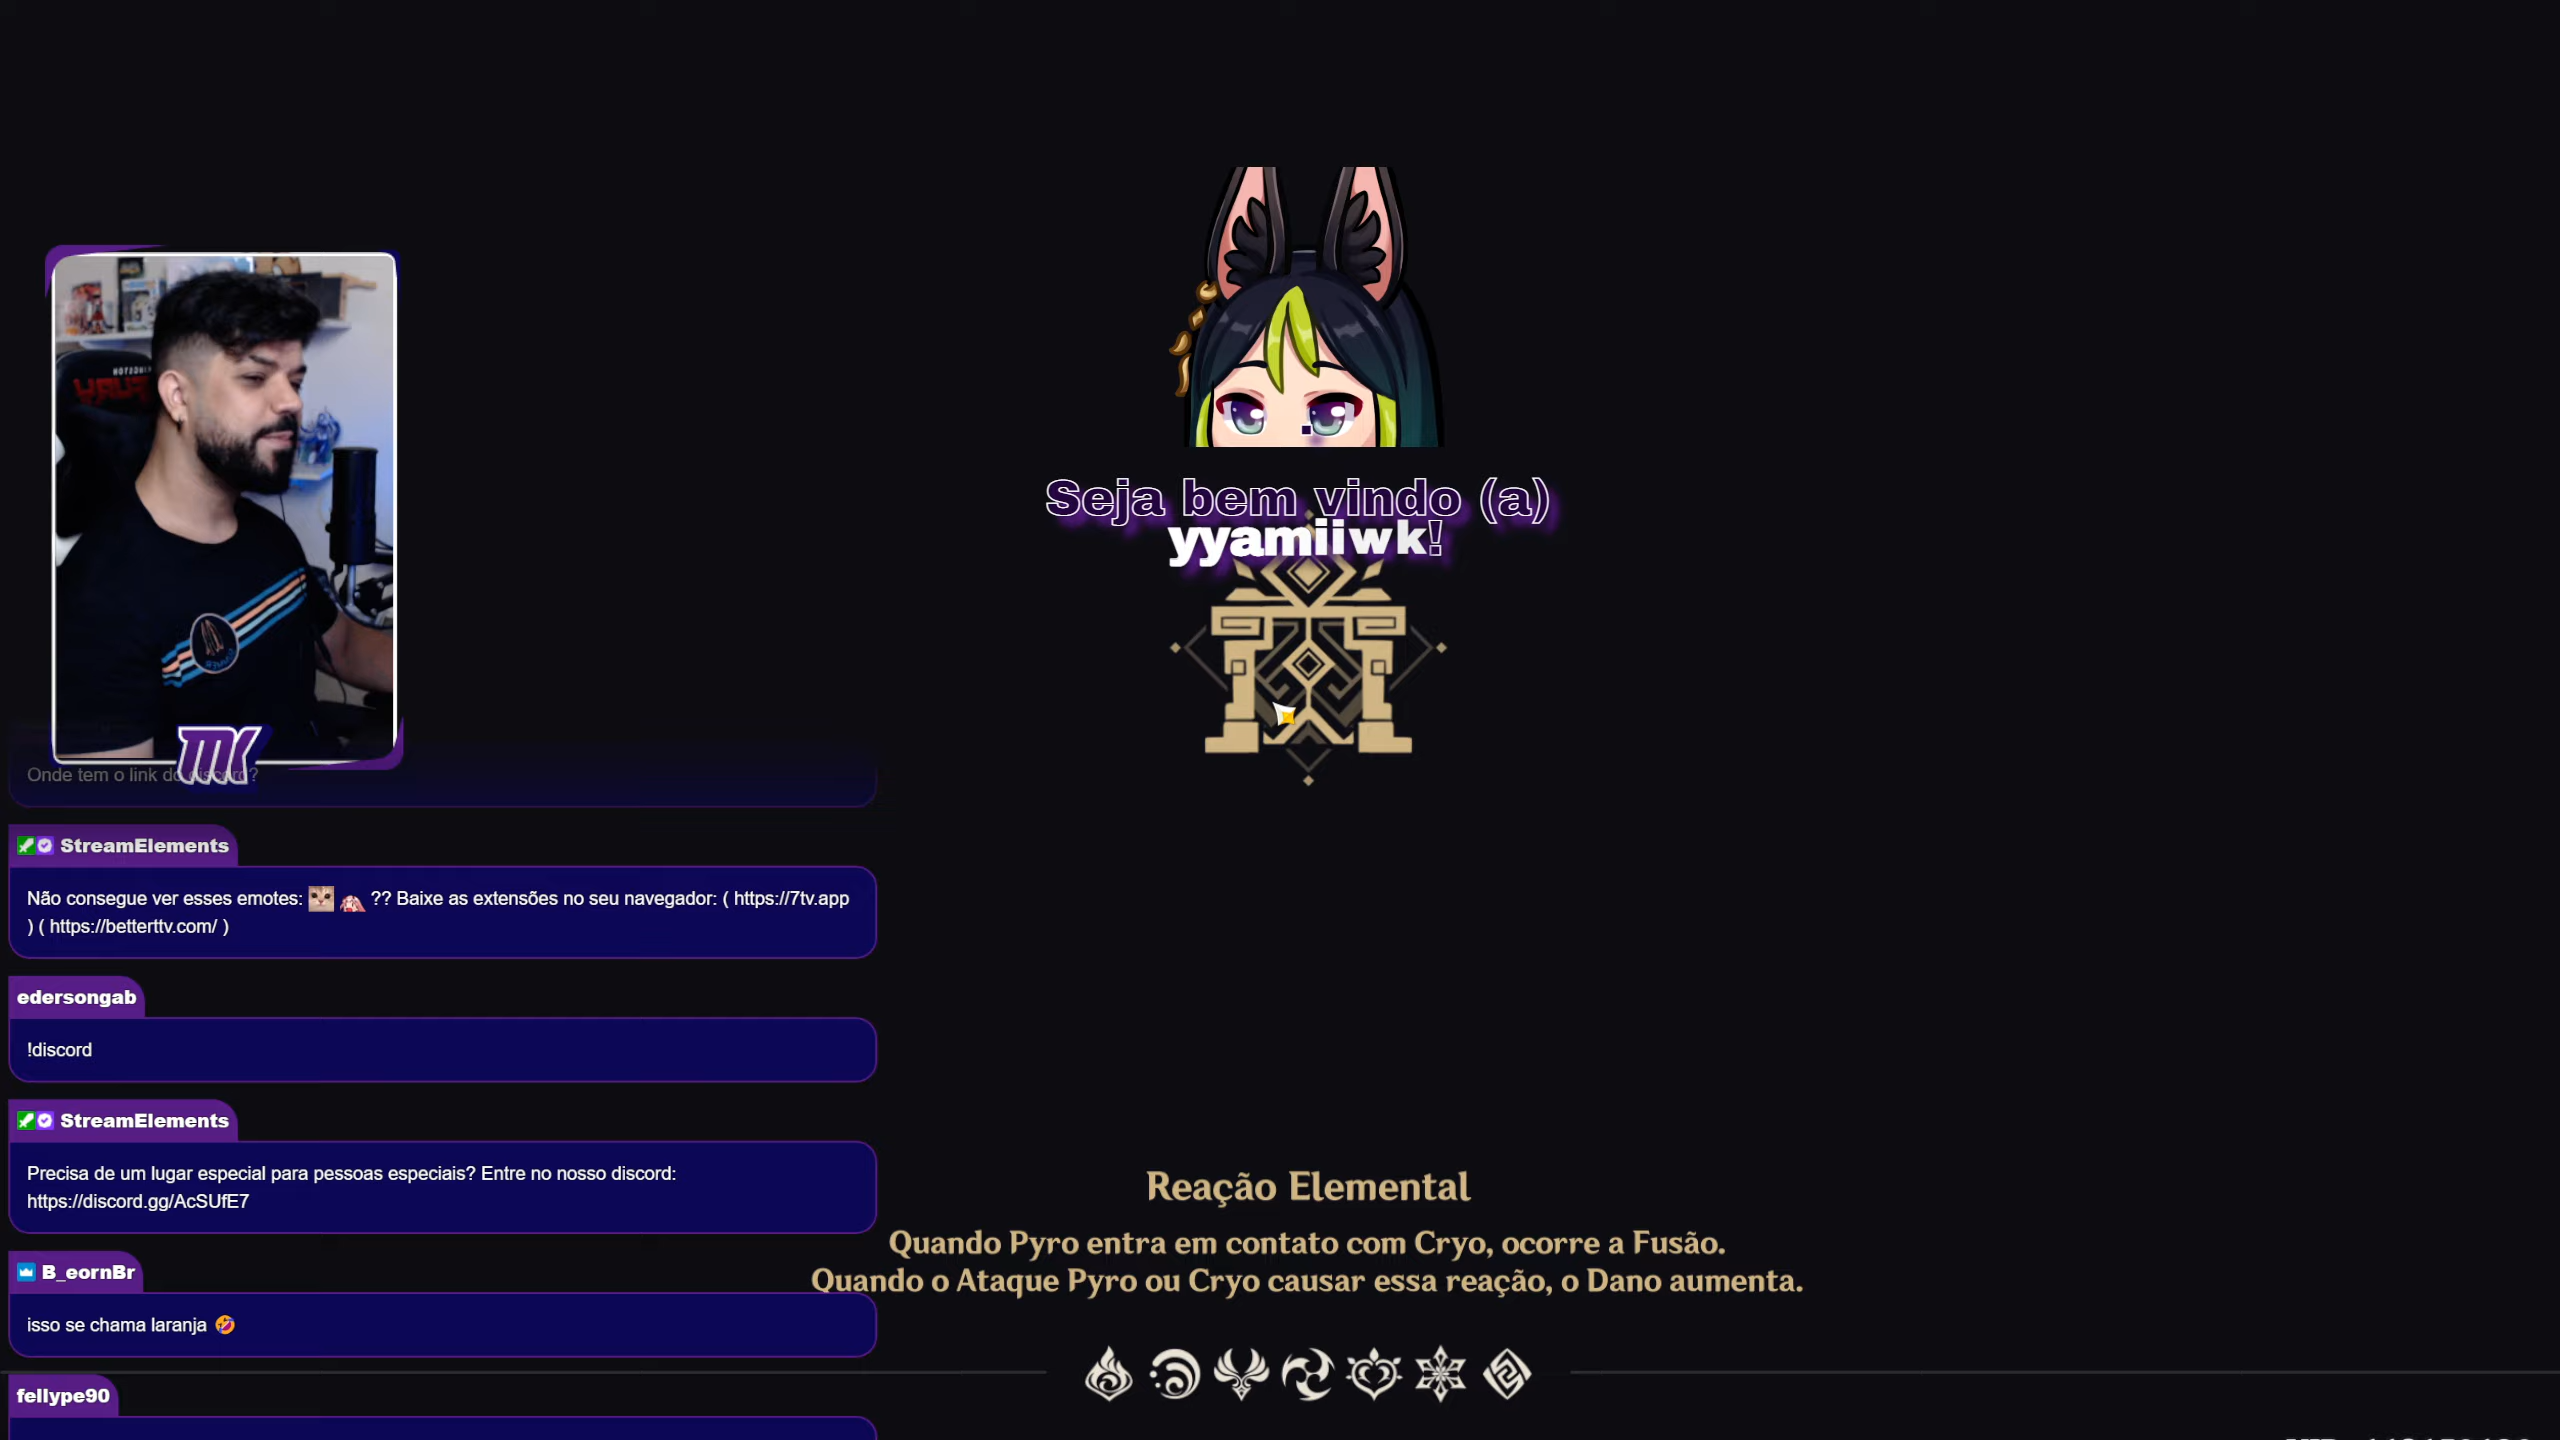 Seja bem vindo (a)
yyamiiwk!
MK
Onde tem o link do discord?
StreamElements
Não consegue ver esses emotes: ?? Baixe as extensões no seu navegador: ( https://7tv.app
) ( https://betterttv.com/ )
edersongab
!discord
StreamElements
Precisa de um lugar especial para pessoas especiais? Entre no nosso discord:
https://discord.gg/AcSUfE7
B_eornBr
isso se chama laranja 🤣
fellype90
Reação Elemental
Quando Pyro entra em contato com Cryo, ocorre a Fusão.
Quando o Ataque Pyro ou Cryo causar essa reação, o Dano aumenta.